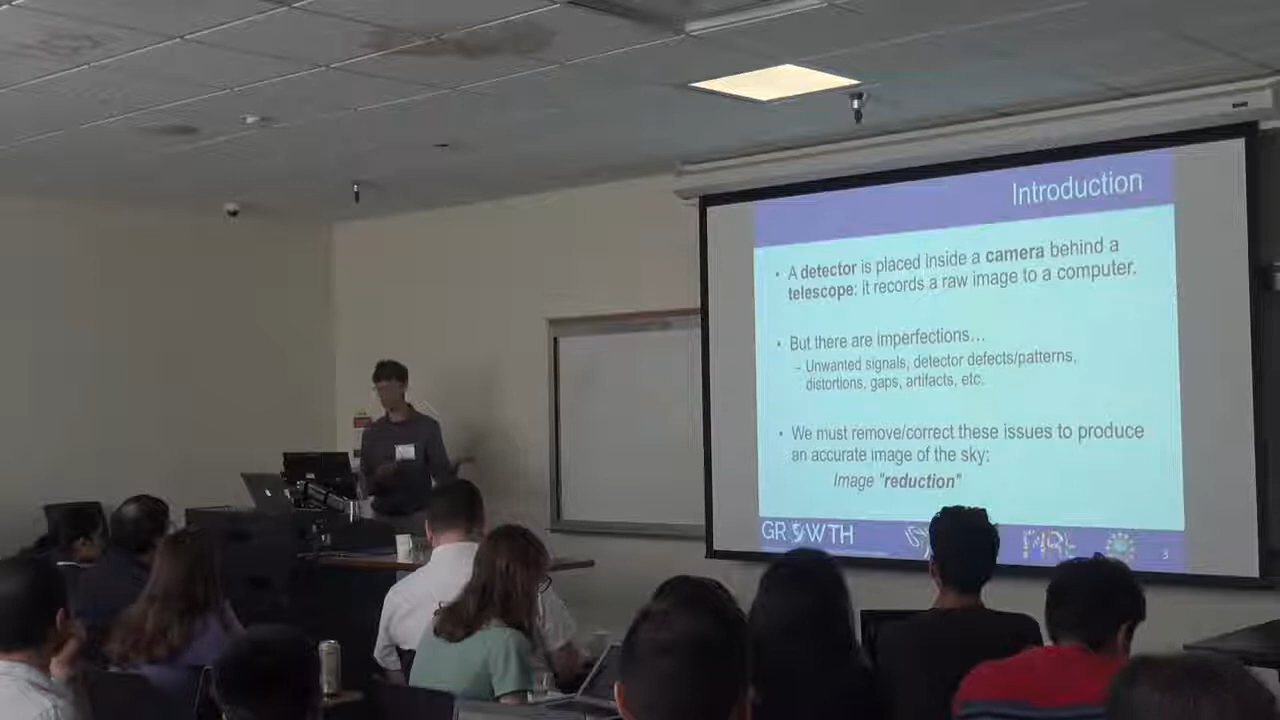 Introduction
• A detector is placed inside a camera behind a
telescope: it records a raw image to a computer.
• But there are imperfections…
– Unwanted signals, detector defects/patterns,
distortions, gaps, artifacts, etc.
• We must remove/correct these issues to produce
an accurate image of the sky:
Image "reduction"
GROWTH
3